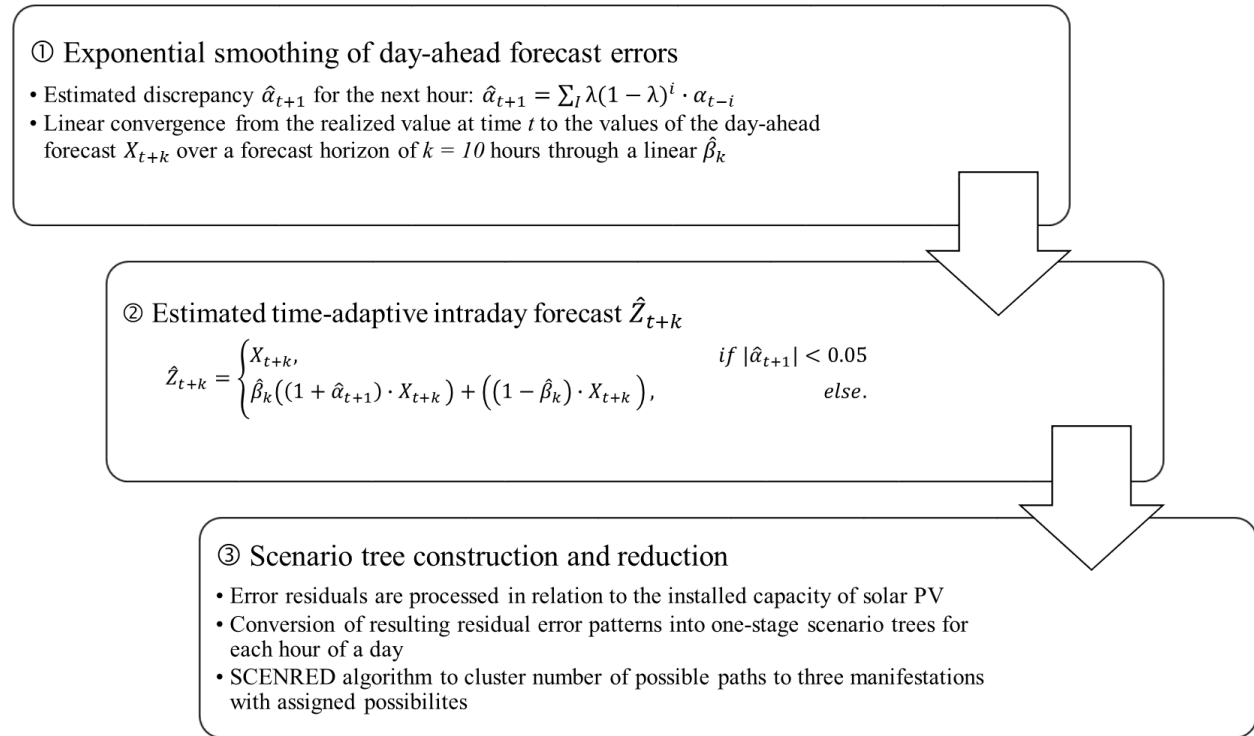 ① Exponential smoothing of day-ahead forecast errors
• Estimated discrepancy α̂ₜ₊₁ for the next hour: α̂ₜ₊₁ = ∑_I λ(1 − λ)ⁱ · αₜ₋ᵢ
• Linear convergence from the realized value at time t to the values of the day-ahead
forecast Xₜ₊ₖ over a forecast horizon of k = 10 hours through a linear β̂ₖ
② Estimated time-adaptive intraday forecast Ẑₜ₊ₖ
Ẑₜ₊ₖ = { Xₜ₊ₖ, if |α̂ₜ₊₁| < 0.05
β̂ₖ((1 + α̂ₜ₊₁) · Xₜ₊ₖ) + ((1 − β̂ₖ) · Xₜ₊ₖ), else.
③ Scenario tree construction and reduction
• Error residuals are processed in relation to the installed capacity of solar PV
• Conversion of resulting residual error patterns into one-stage scenario trees for
each hour of a day
• SCENRED algorithm to cluster number of possible paths to three manifestations
with assigned possibilites